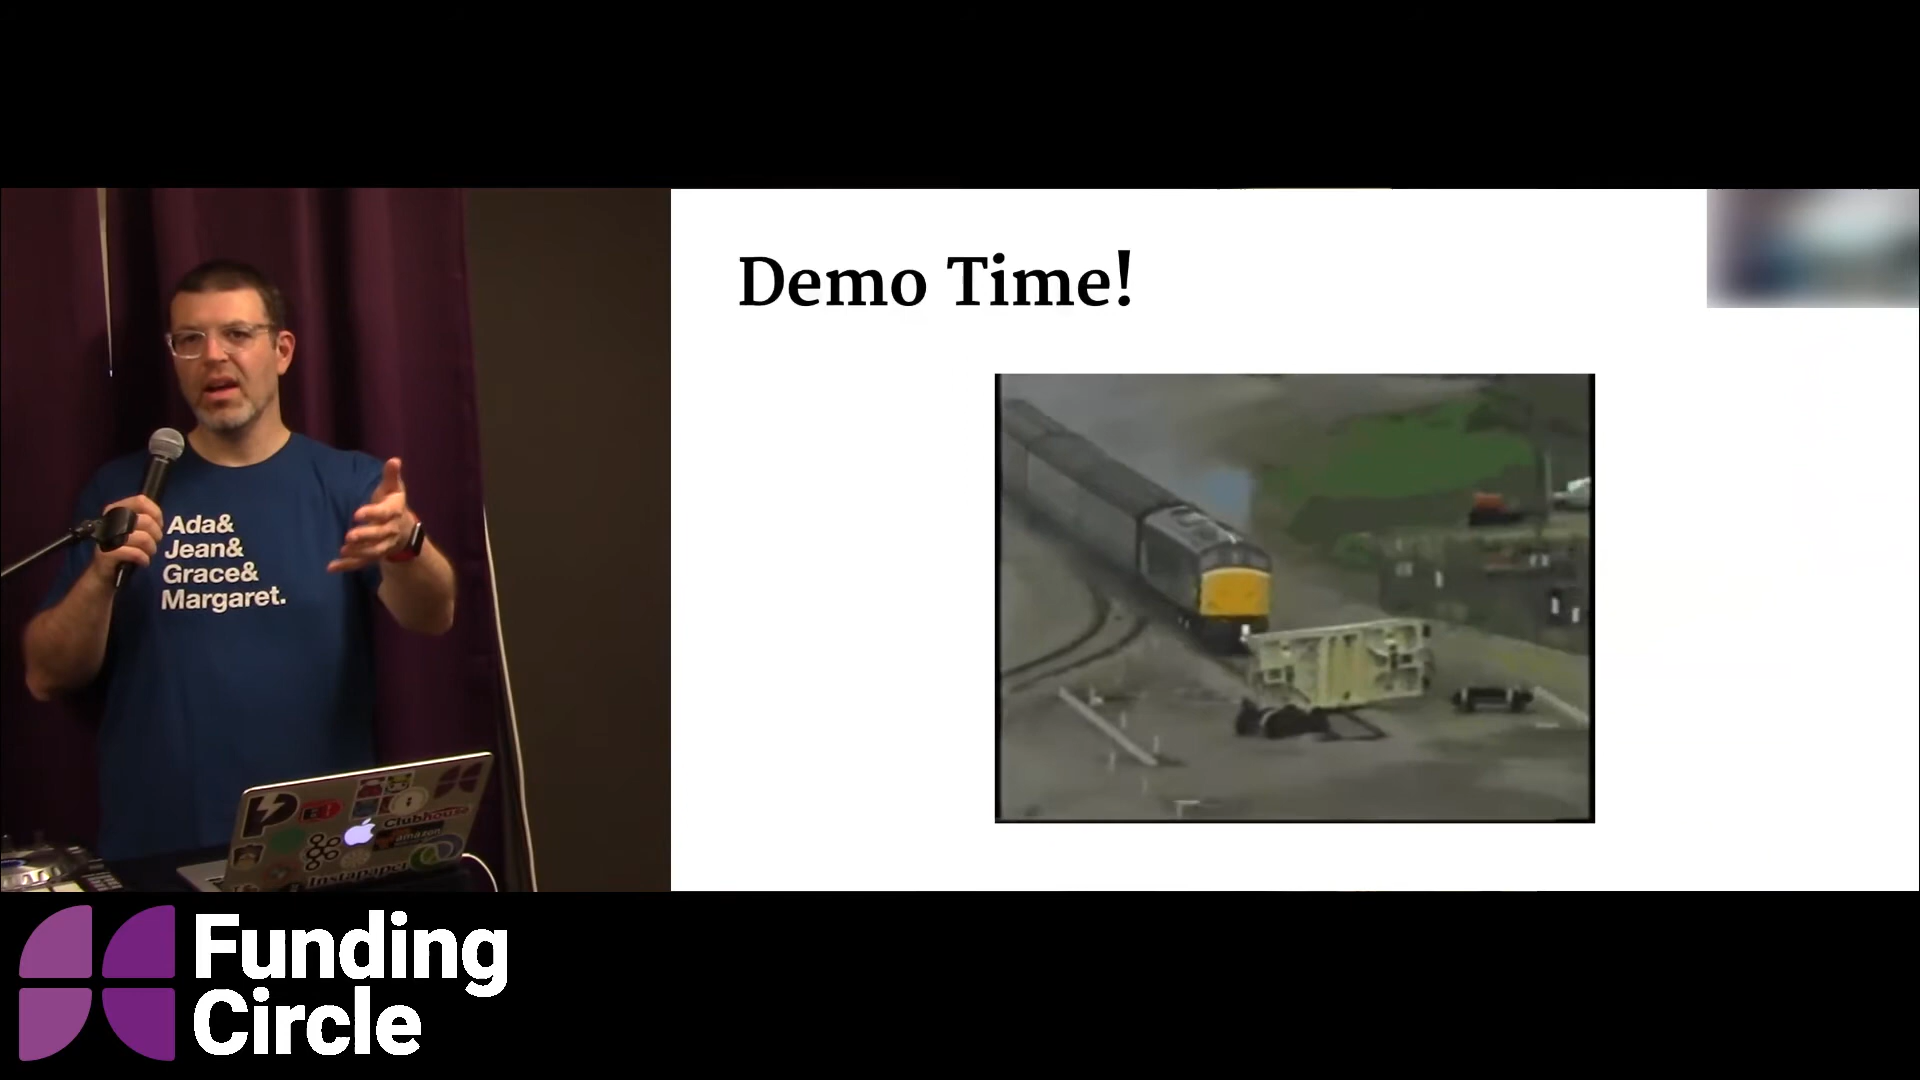 Demo Time!
Ada&
Jean&
Grace&
Margaret.
Clubhouse
amazon
Instapaper
Funding
Circle